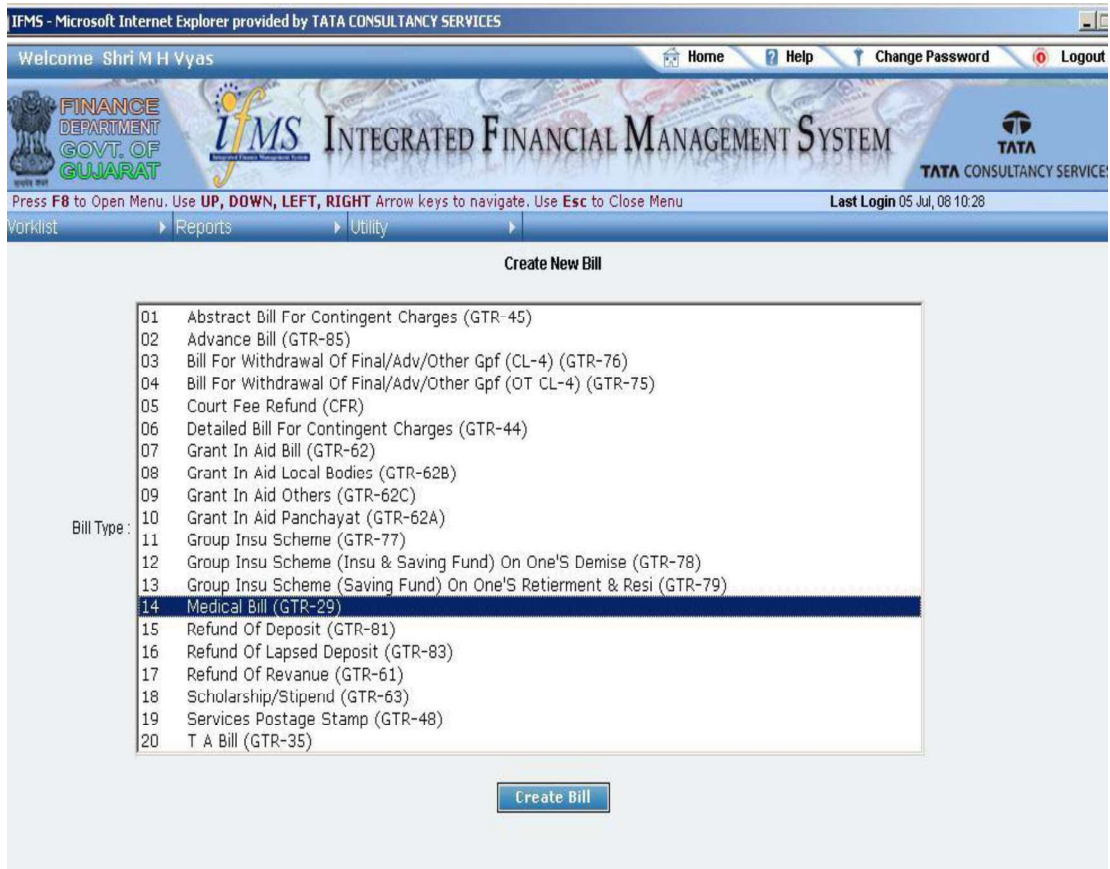 IFMS - Microsoft Internet Explorer provided by TATA CONSULTANCY SERVICES
Welcome Shri M H Vyas
Home Help Change Password Logout
FINANCE
DEPARTMENT
GOVT. OF
GUJARAT
ifMS
Integrated Finance Management System
INTEGRATED FINANCIAL MANAGEMENT SYSTEM
TATA
TATA CONSULTANCY SERVICES
Press F8 to Open Menu. Use UP, DOWN, LEFT, RIGHT Arrow keys to navigate. Use Esc to Close Menu
Last Login 05 Jul, 08 10:28
Vorklist Reports Utility
Create New Bill
Bill Type :
01 Abstract Bill For Contingent Charges (GTR-45)
02 Advance Bill (GTR-85)
03 Bill For Withdrawal Of Final/Adv/Other Gpf (CL-4) (GTR-76)
04 Bill For Withdrawal Of Final/Adv/Other Gpf (OT CL-4) (GTR-75)
05 Court Fee Refund (CFR)
06 Detailed Bill For Contingent Charges (GTR-44)
07 Grant In Aid Bill (GTR-62)
08 Grant In Aid Local Bodies (GTR-62B)
09 Grant In Aid Others (GTR-62C)
10 Grant In Aid Panchayat (GTR-62A)
11 Group Insu Scheme (GTR-77)
12 Group Insu Scheme (Insu & Saving Fund) On One'S Demise (GTR-78)
13 Group Insu Scheme (Saving Fund) On One'S Retierment & Resi (GTR-79)
14 Medical Bill (GTR-29)
15 Refund Of Deposit (GTR-81)
16 Refund Of Lapsed Deposit (GTR-83)
17 Refund Of Revanue (GTR-61)
18 Scholarship/Stipend (GTR-63)
19 Services Postage Stamp (GTR-48)
20 T A Bill (GTR-35)
Create Bill